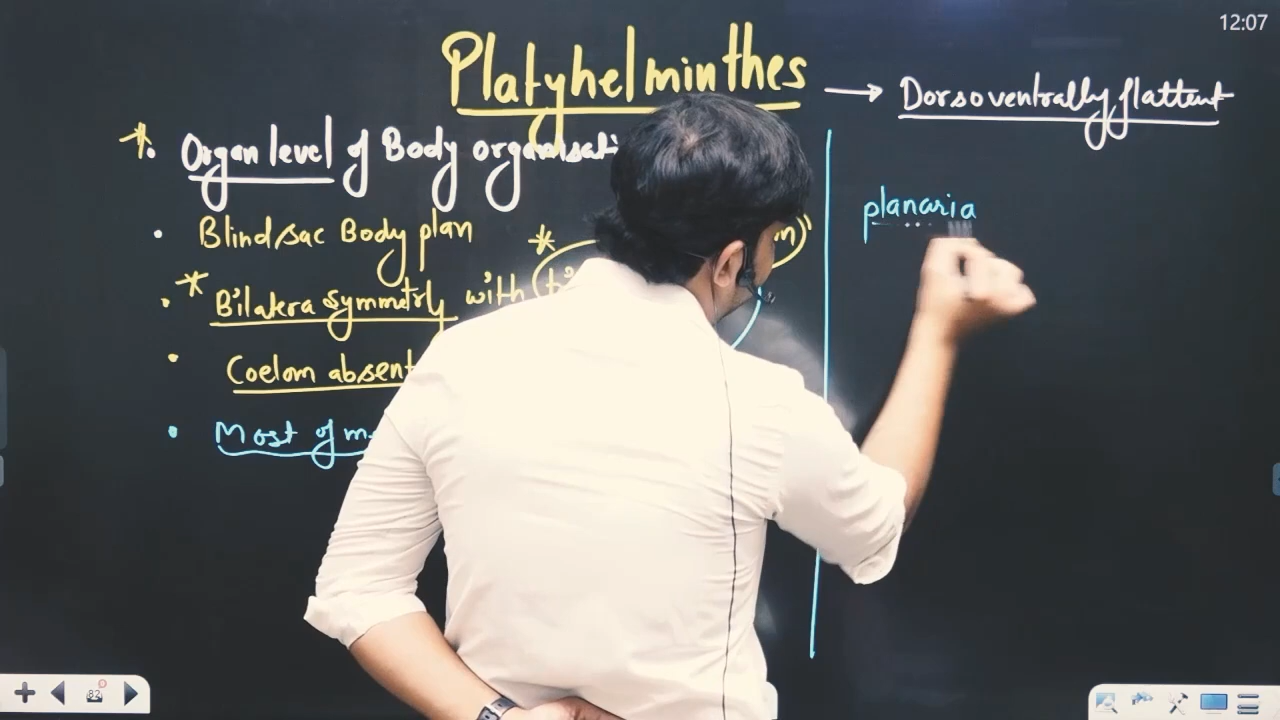 12:07
Platyhelminthes → Dorsoventrally flattent
* Organ level of Body organisati
• Blind sac Body plan
* Bilatera symmetry with
Coelom absent
• Most of m
planaria
82